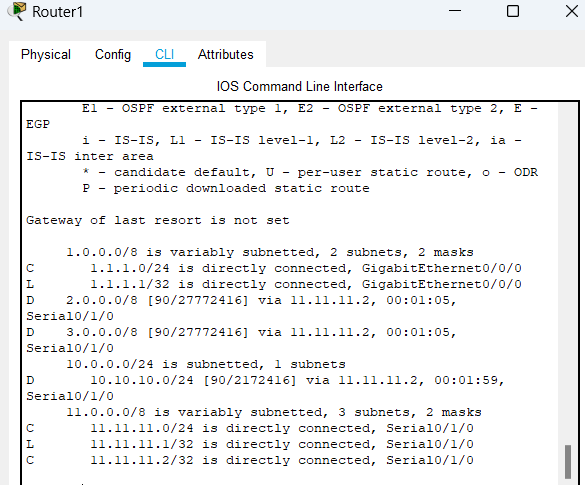 Router1
Physical Config CLI Attributes
IOS Command Line Interface
E1 - OSPF external type 1, E2 - OSPF external type 2, E -
EGP
i - IS-IS, L1 - IS-IS level-1, L2 - IS-IS level-2, ia -
IS-IS inter area
* - candidate default, U - per-user static route, o - ODR
P - periodic downloaded static route
Gateway of last resort is not set
1.0.0.0/8 is variably subnetted, 2 subnets, 2 masks
C 1.1.1.0/24 is directly connected, GigabitEthernet0/0/0
L 1.1.1.1/32 is directly connected, GigabitEthernet0/0/0
D 2.0.0.0/8 [90/27772416] via 11.11.11.2, 00:01:05,
Serial0/1/0
D 3.0.0.0/8 [90/27772416] via 11.11.11.2, 00:01:05,
Serial0/1/0
10.0.0.0/24 is subnetted, 1 subnets
D 10.10.10.0/24 [90/2172416] via 11.11.11.2, 00:01:59,
Serial0/1/0
11.0.0.0/8 is variably subnetted, 3 subnets, 2 masks
C 11.11.11.0/24 is directly connected, Serial0/1/0
L 11.11.11.1/32 is directly connected, Serial0/1/0
C 11.11.11.2/32 is directly connected, Serial0/1/0